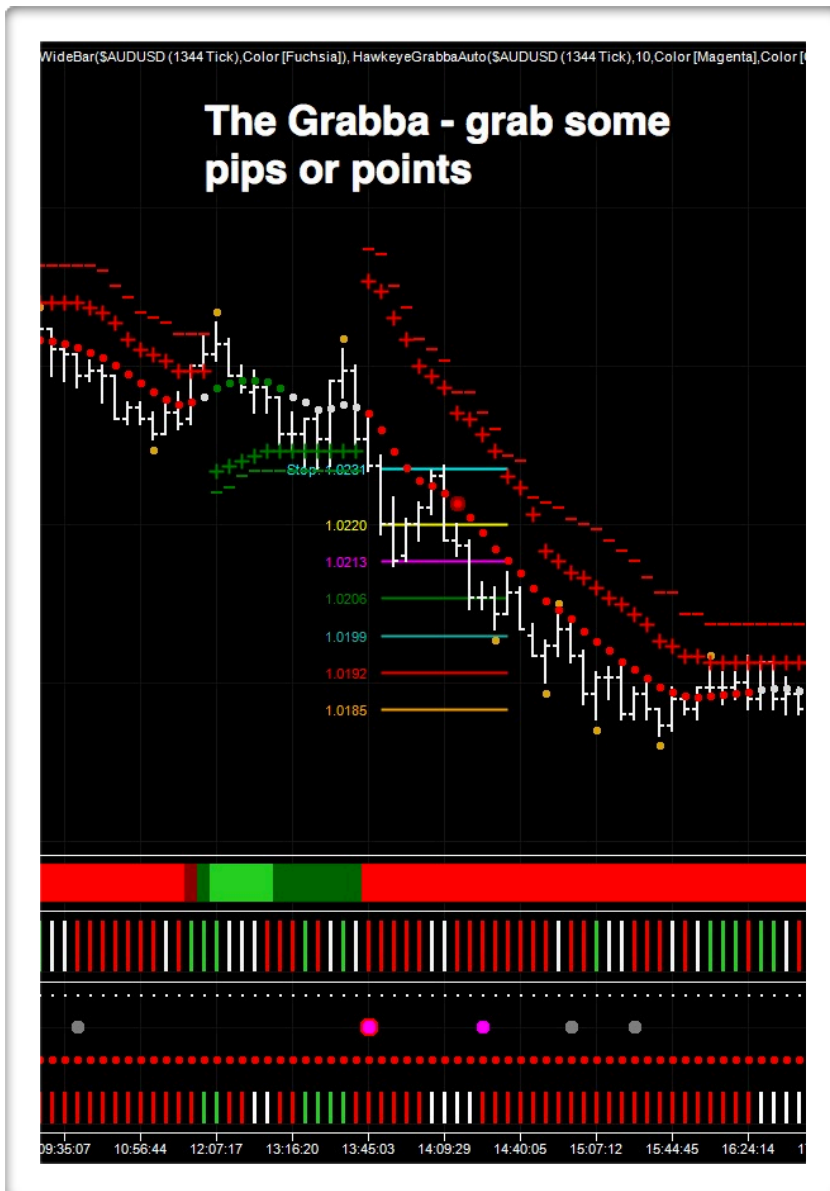 WideBar($AUDUSD (1344 Tick),Color [Fuchsia]), HawkeyeGrabbaAuto($AUDUSD (1344 Tick),10,Color [Magenta],Color [
The Grabba - grab some
pips or points
Stop: 1.0231
1.0220
1.0213
1.0206
1.0199
1.0192
1.0185
09:35:07 10:56:44 12:07:17 13:16:20 13:45:03 14:09:29 14:40:05 15:07:12 15:44:45 16:24:14